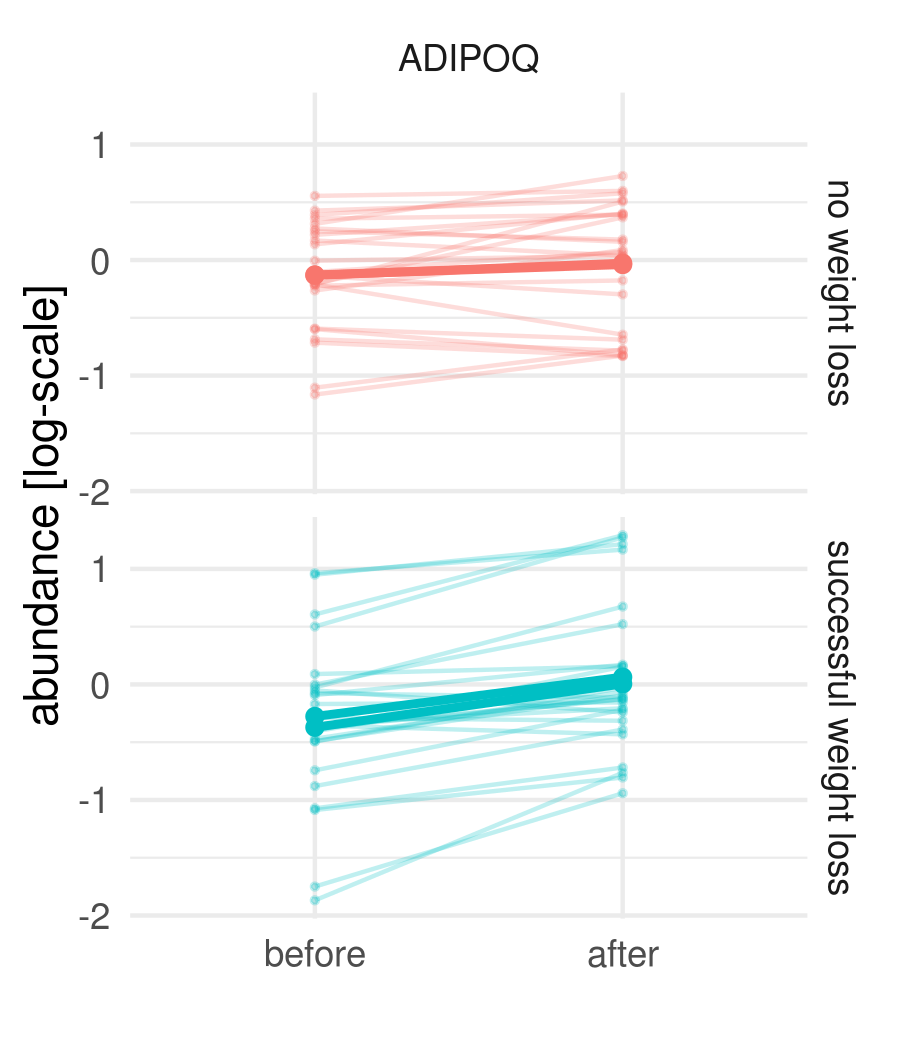 ADIPOQ
abundance [log-scale]
1
0
-1
-2
no weight loss
1
0
-1
-2
successful weight loss
before
after